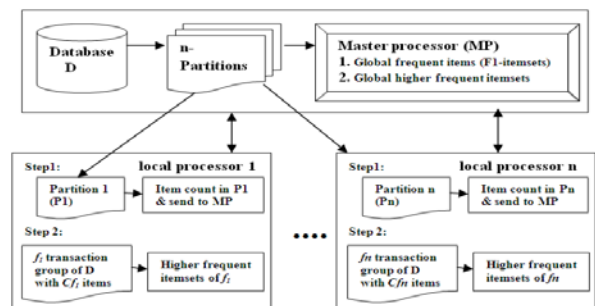 Database
D
n-
Partitions
Master processor (MP)
1. Global frequent items (F1-itemsets)
2. Global higher frequent itemsets
Step1:
local processor 1
Partition 1
(P1)
Item count in P1
& send to MP
Step 2:
f1 transaction
group of D
with Cf1 items
Higher frequent
itemsets of f1
....
Step1:
local processor n
Partition n
(Pn)
Item count in Pn
& send to MP
Step 2:
fn transaction
group of D
with Cfn items
Higher frequent
itemsets of fn